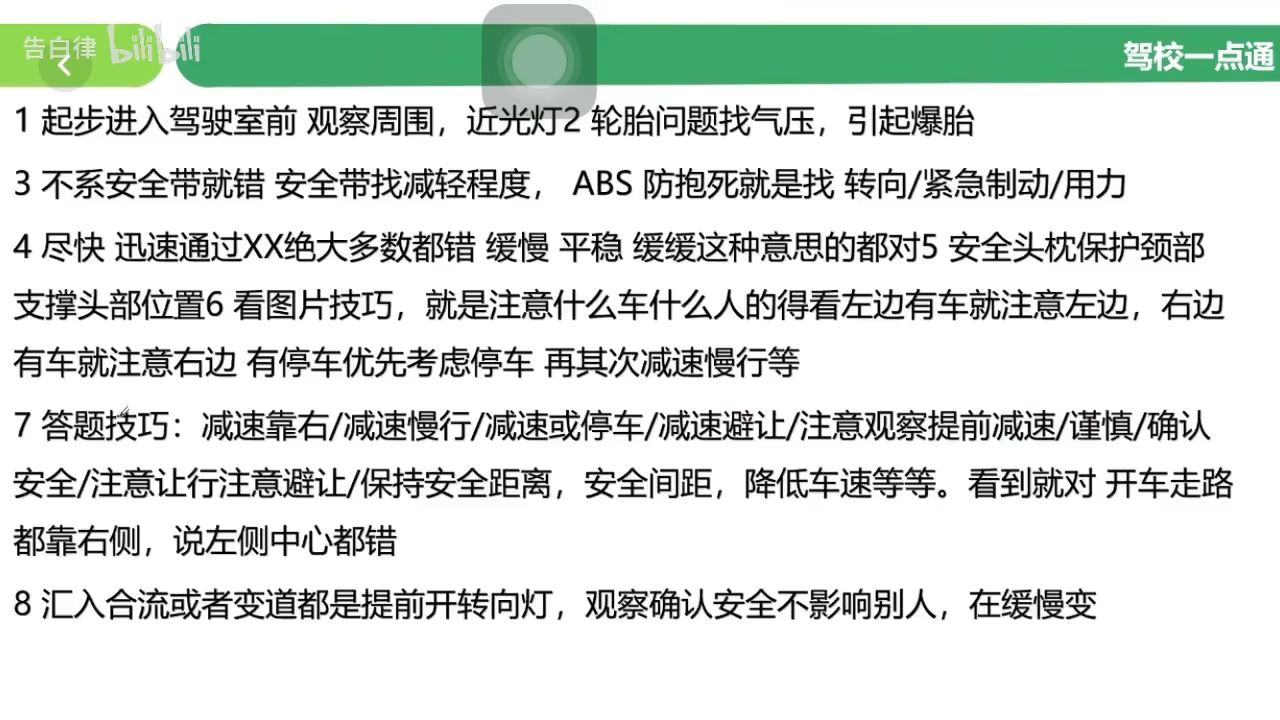 告白律 bilibili
驾校一点通
1 起步进入驾驶室前 观察周围，近光灯2 轮胎问题找气压，引起爆胎
3 不系安全带就错 安全带找减轻程度， ABS 防抱死就是找 转向/紧急制动/用力
4 尽快 迅速通过XX绝大多数都错 缓慢 平稳 缓缓这种意思的都对5 安全头枕保护颈部
支撑头部位置6 看图片技巧，就是注意什么车什么人的得看左边有车就注意左边，右边
有车就注意右边 有停车优先考虑停车 再其次减速慢行等
7 答题技巧：减速靠右/减速慢行/减速或停车/减速避让/注意观察提前减速/谨慎/确认
安全/注意让行注意避让/保持安全距离，安全间距，降低车速等等。看到就对 开车走路
都靠右侧，说左侧中心都错
8 汇入合流或者变道都是提前开转向灯，观察确认安全不影响别人，在缓慢变